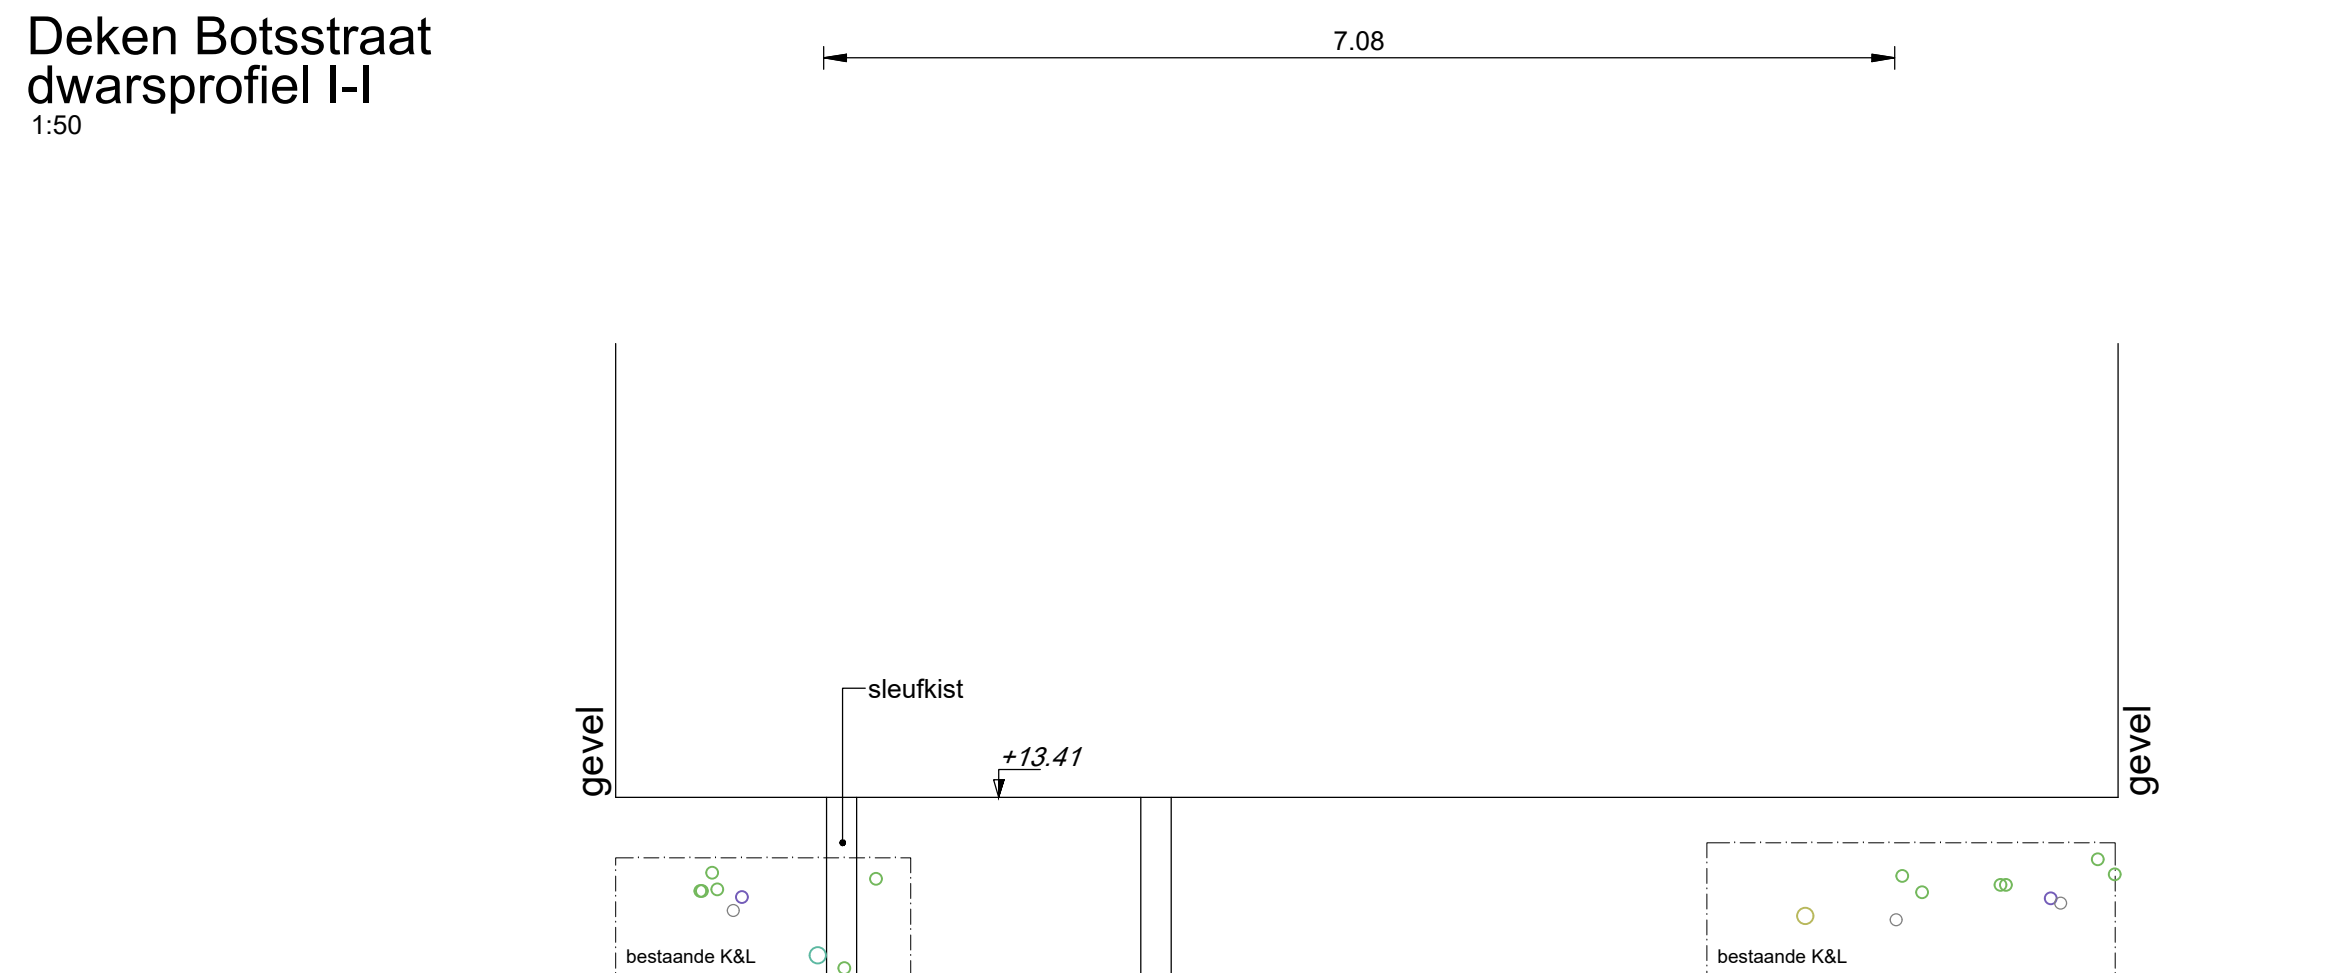 Deken Botsstraat
dwarsprofiel I-I
1:50
7.08
sleufkist
gevel
+13.41
gevel
bestaande K&L
bestaande K&L